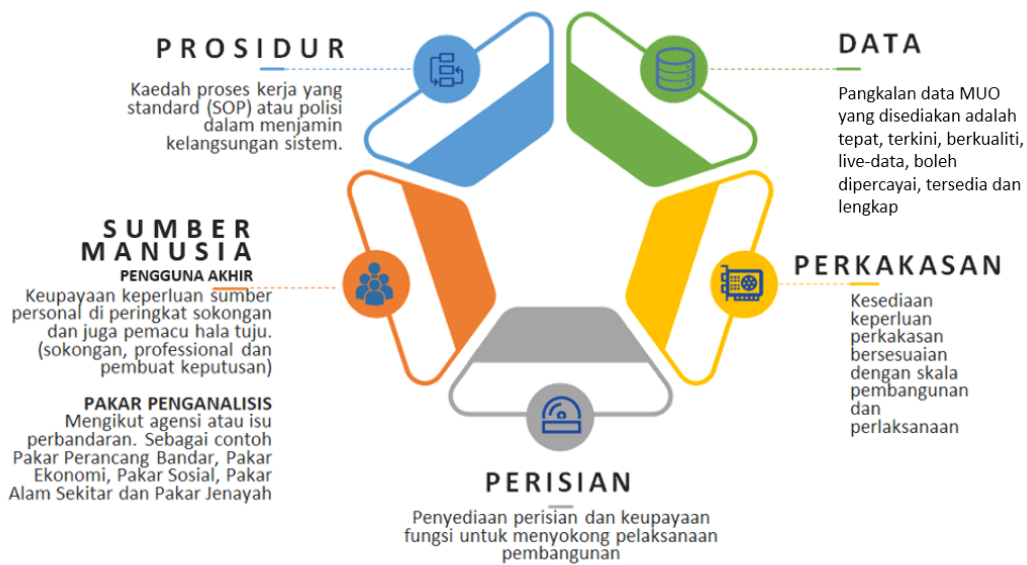 PROSIDUR
Kaedah proses kerja yang
standard (SOP) atau polisi
dalam menjamin
kelangsungan sistem.
DATA
Pangkalan data MUO
yang disediakan adalah
tepat, terkini, berkualiti,
live-data, boleh
dipercayai, tersedia dan
lengkap
SUMBER
MANUSIA
PENGGUNA AKHIR
Keupayaan keperluan sumber
personal di peringkat sokongan
dan juga pemacu hala tuju.
(sokongan, professional dan
pembuat keputusan)
PAKAR PENGANALISIS
Mengikut agensi atau isu
perbandaran. Sebagai contoh
Pakar Perancang Bandar, Pakar
Ekonomi, Pakar Sosial, Pakar
Alam Sekitar dan Pakar Jenayah
PERKAKASAN
Kesediaan
keperluan
perkakasan
bersesuaian
dengan skala
pembangunan
dan
perlaksanaan
PERISIAN
Penyediaan perisian dan keupayaan
fungsi untuk menyokong pelaksanaan
pembangunan